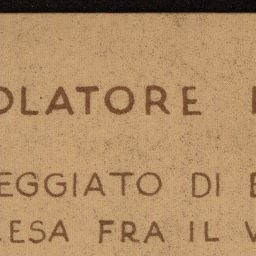 OLATORE
EGGIATO DI
LESA FRA IL